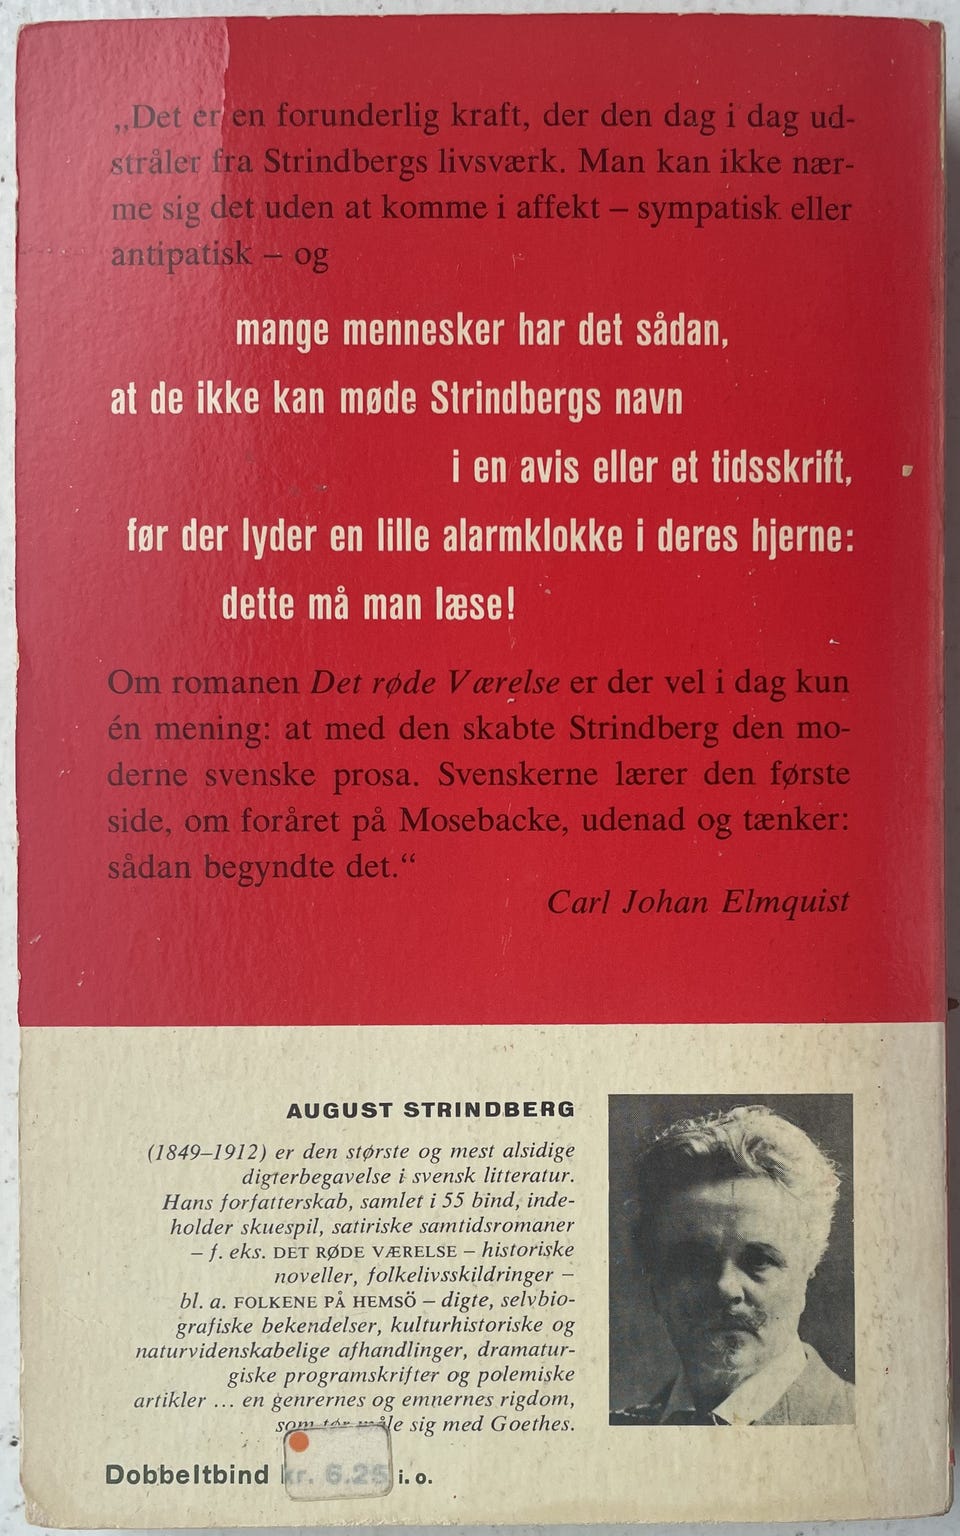 „Det er en forunderlig kraft, der den dag i dag ud-
stråler fra Strindbergs livsværk. Man kan ikke nær-
me sig det uden at komme i affekt – sympatisk eller
antipatisk – og
mange mennesker har det sådan,
at de ikke kan møde Strindbergs navn
i en avis eller et tidsskrift,
før der lyder en lille alarmklokke i deres hjerne:
dette må man læse!
Om romanen Det røde Værelse er der vel i dag kun
én mening: at med den skabte Strindberg den mo-
derne svenske prosa. Svenskerne lærer den første
side, om foråret på Mosebacke, udenad og tænker:
sådan begyndte det.“
Carl Johan Elmquist
AUGUST STRINDBERG
(1849–1912) er den største og mest alsidige
digterbegavelse i svensk litteratur.
Hans forfatterskab, samlet i 55 bind, inde-
holder skuespil, satiriske samtidsromaner
– f. eks. DET RØDE VÆRELSE – historiske
noveller, folkelivsskildringer –
bl. a. FOLKENE PÅ HEMSÖ – digte, selvbio-
grafiske bekendelser, kulturhistoriske og
naturvidenskabelige afhandlinger, dramatur-
giske programskrifter og polemiske
artikler ... en genrernes og emnernes rigdom,
som tør måle sig med Goethes.
Dobbeltbind kr. 6.25 i. o.